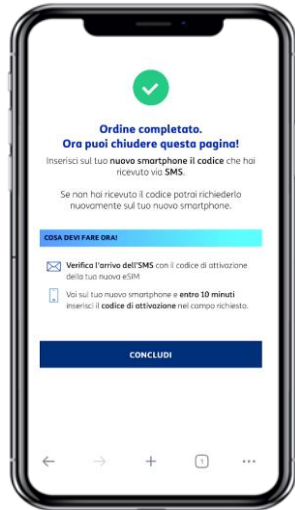 Ordine completato.
Ora puoi chiudere questa pagina!
Inserisci sul tuo nuovo smartphone il codice che hai
ricevuto via SMS.
Se non hai ricevuto il codice potrai richiederlo
nuovamente sul tuo nuovo smartphone.
COSA DEVI FARE ORA!
Verifica l'arrivo dell'SMS con il codice di attivazione
della tua nuova eSIM
Vai sul tuo nuovo smartphone e entro 10 minuti
inserisci il codice di attivazione nel campo richiesto.
CONCLUDI
1